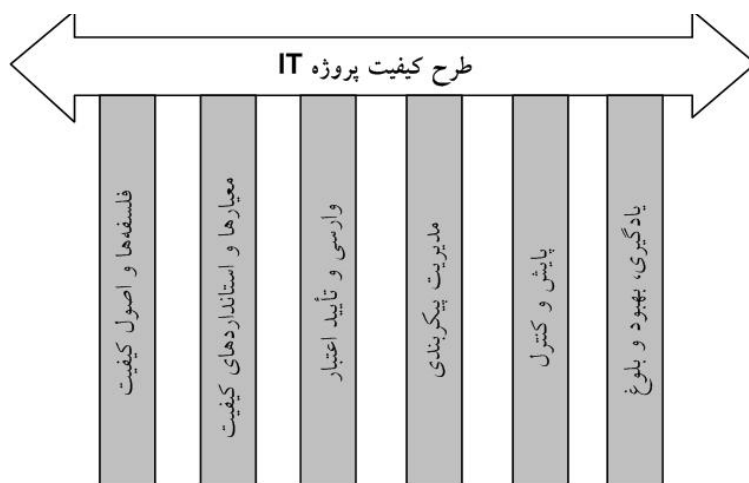 طرح کیفیت پروژه IT
فلسفه‌ها و اصول کیفیت
معیارها و استانداردهای کیفیت
وارسی و تأیید اعتبار
مدیریت پیکربندی
پایش و کنترل
یادگیری، بهبود و بلوغ